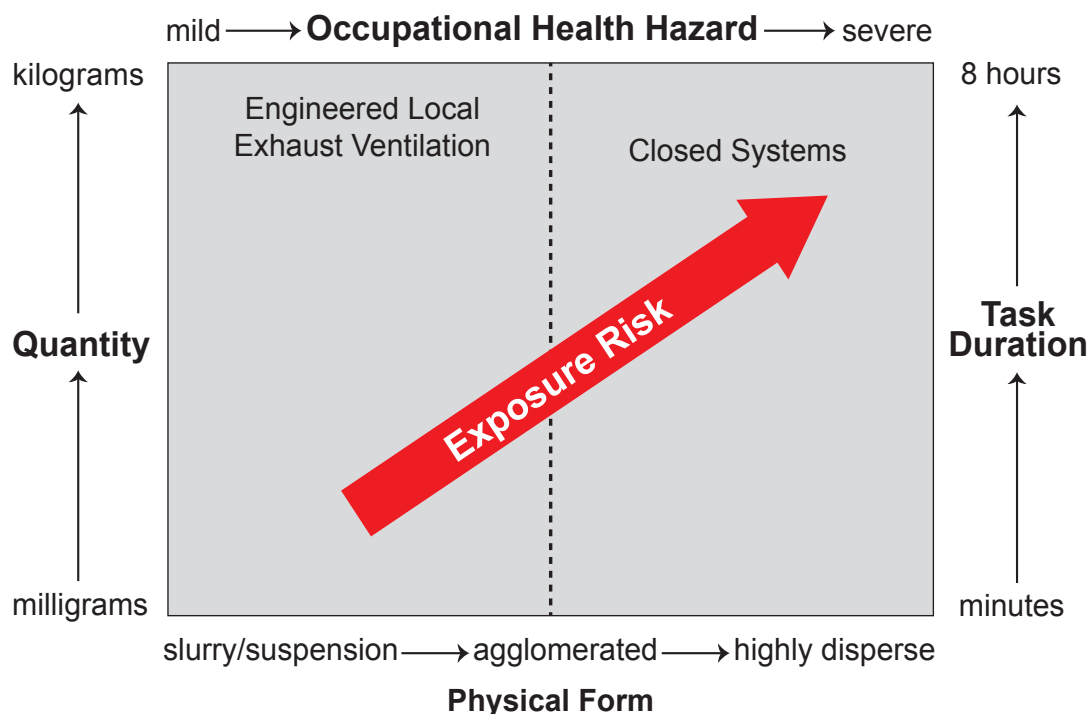 mild Occupational Health Hazard severe
kilograms
8 hours
Engineered Local
Exhaust Ventilation
Closed Systems
Quantity
Task
Duration
Exposure Risk
milligrams
minutes
slurry/suspension agglomerated highly disperse
Physical Form